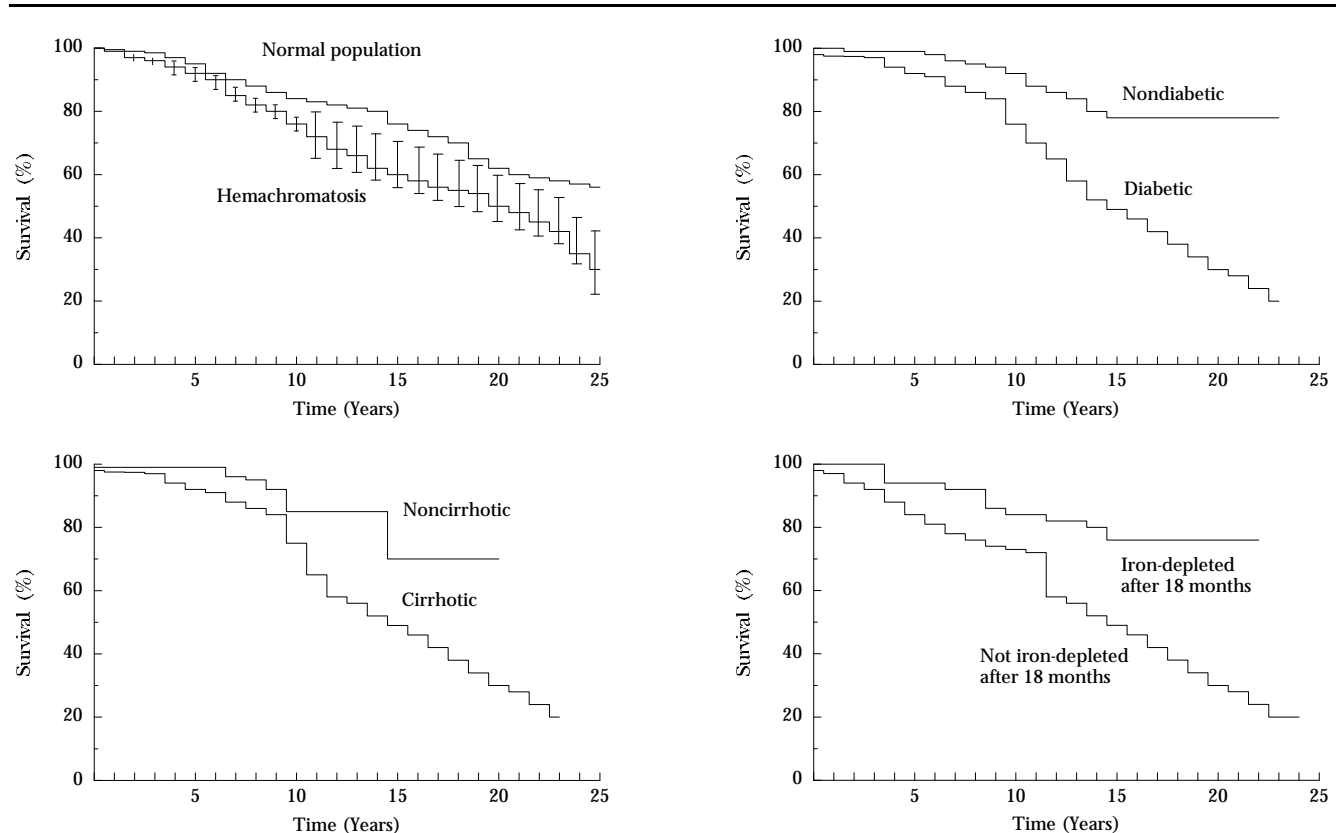 100
80
60
40
20
0
Survival (%)
Normal population
Hemachromatosis
5 10 15 20 25
Time (Years)
100
80
60
40
20
0
Survival (%)
Nondiabetic
Diabetic
5 10 15 20 25
Time (Years)
100
80
60
40
20
0
Survival (%)
Noncirrhotic
Cirrhotic
5 10 15 20 25
Time (Years)
100
80
60
40
20
0
Survival (%)
Iron-depleted
after 18 months
Not iron-depleted
after 18 months
5 10 15 20 25
Time (Years)